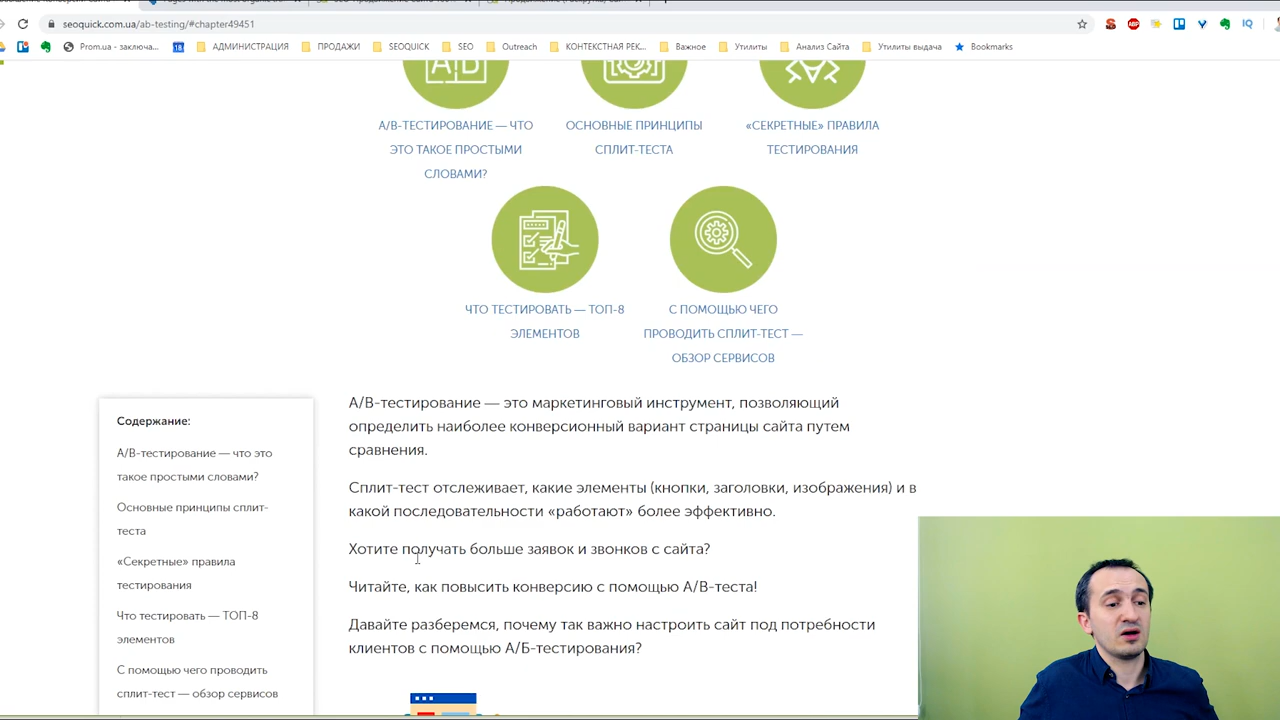 seoquick.com.ua/ab-testing/#chapter49451
Prom.ua - заключа...
18
АДМИНИСТРАЦИЯ
ПРОДАЖИ
SEOQUICK
SEO
Outreach
КОНТЕКСТНАЯ РЕК...
Важное
Утилиты
Анализ Сайта
Утилиты выдача
Bookmarks
A/B-ТЕСТИРОВАНИЕ — ЧТО
ЭТО ТАКОЕ ПРОСТЫМИ
СЛОВАМИ?
ОСНОВНЫЕ ПРИНЦИПЫ
СПЛИТ-ТЕСТА
«СЕКРЕТНЫЕ» ПРАВИЛА
ТЕСТИРОВАНИЯ
ЧТО ТЕСТИРОВАТЬ — ТОП-8
ЭЛЕМЕНТОВ
С ПОМОЩЬЮ ЧЕГО
ПРОВОДИТЬ СПЛИТ-ТЕСТ —
ОБЗОР СЕРВИСОВ
Содержание:
A/B-тестирование — что это
такое простыми словами?
Основные принципы сплит-
теста
«Секретные» правила
тестирования
Что тестировать — ТОП-8
элементов
С помощью чего проводить
сплит-тест — обзор сервисов
A/B-тестирование — это маркетинговый инструмент, позволяющий
определить наиболее конверсионный вариант страницы сайта путем
сравнения.
Сплит-тест отслеживает, какие элементы (кнопки, заголовки, изображения) и в
какой последовательности «работают» более эффективно.
Хотите получать больше заявок и звонков с сайта?
Читайте, как повысить конверсию с помощью A/B-теста!
Давайте разберемся, почему так важно настроить сайт под потребности
клиентов с помощью А/Б-тестирования?